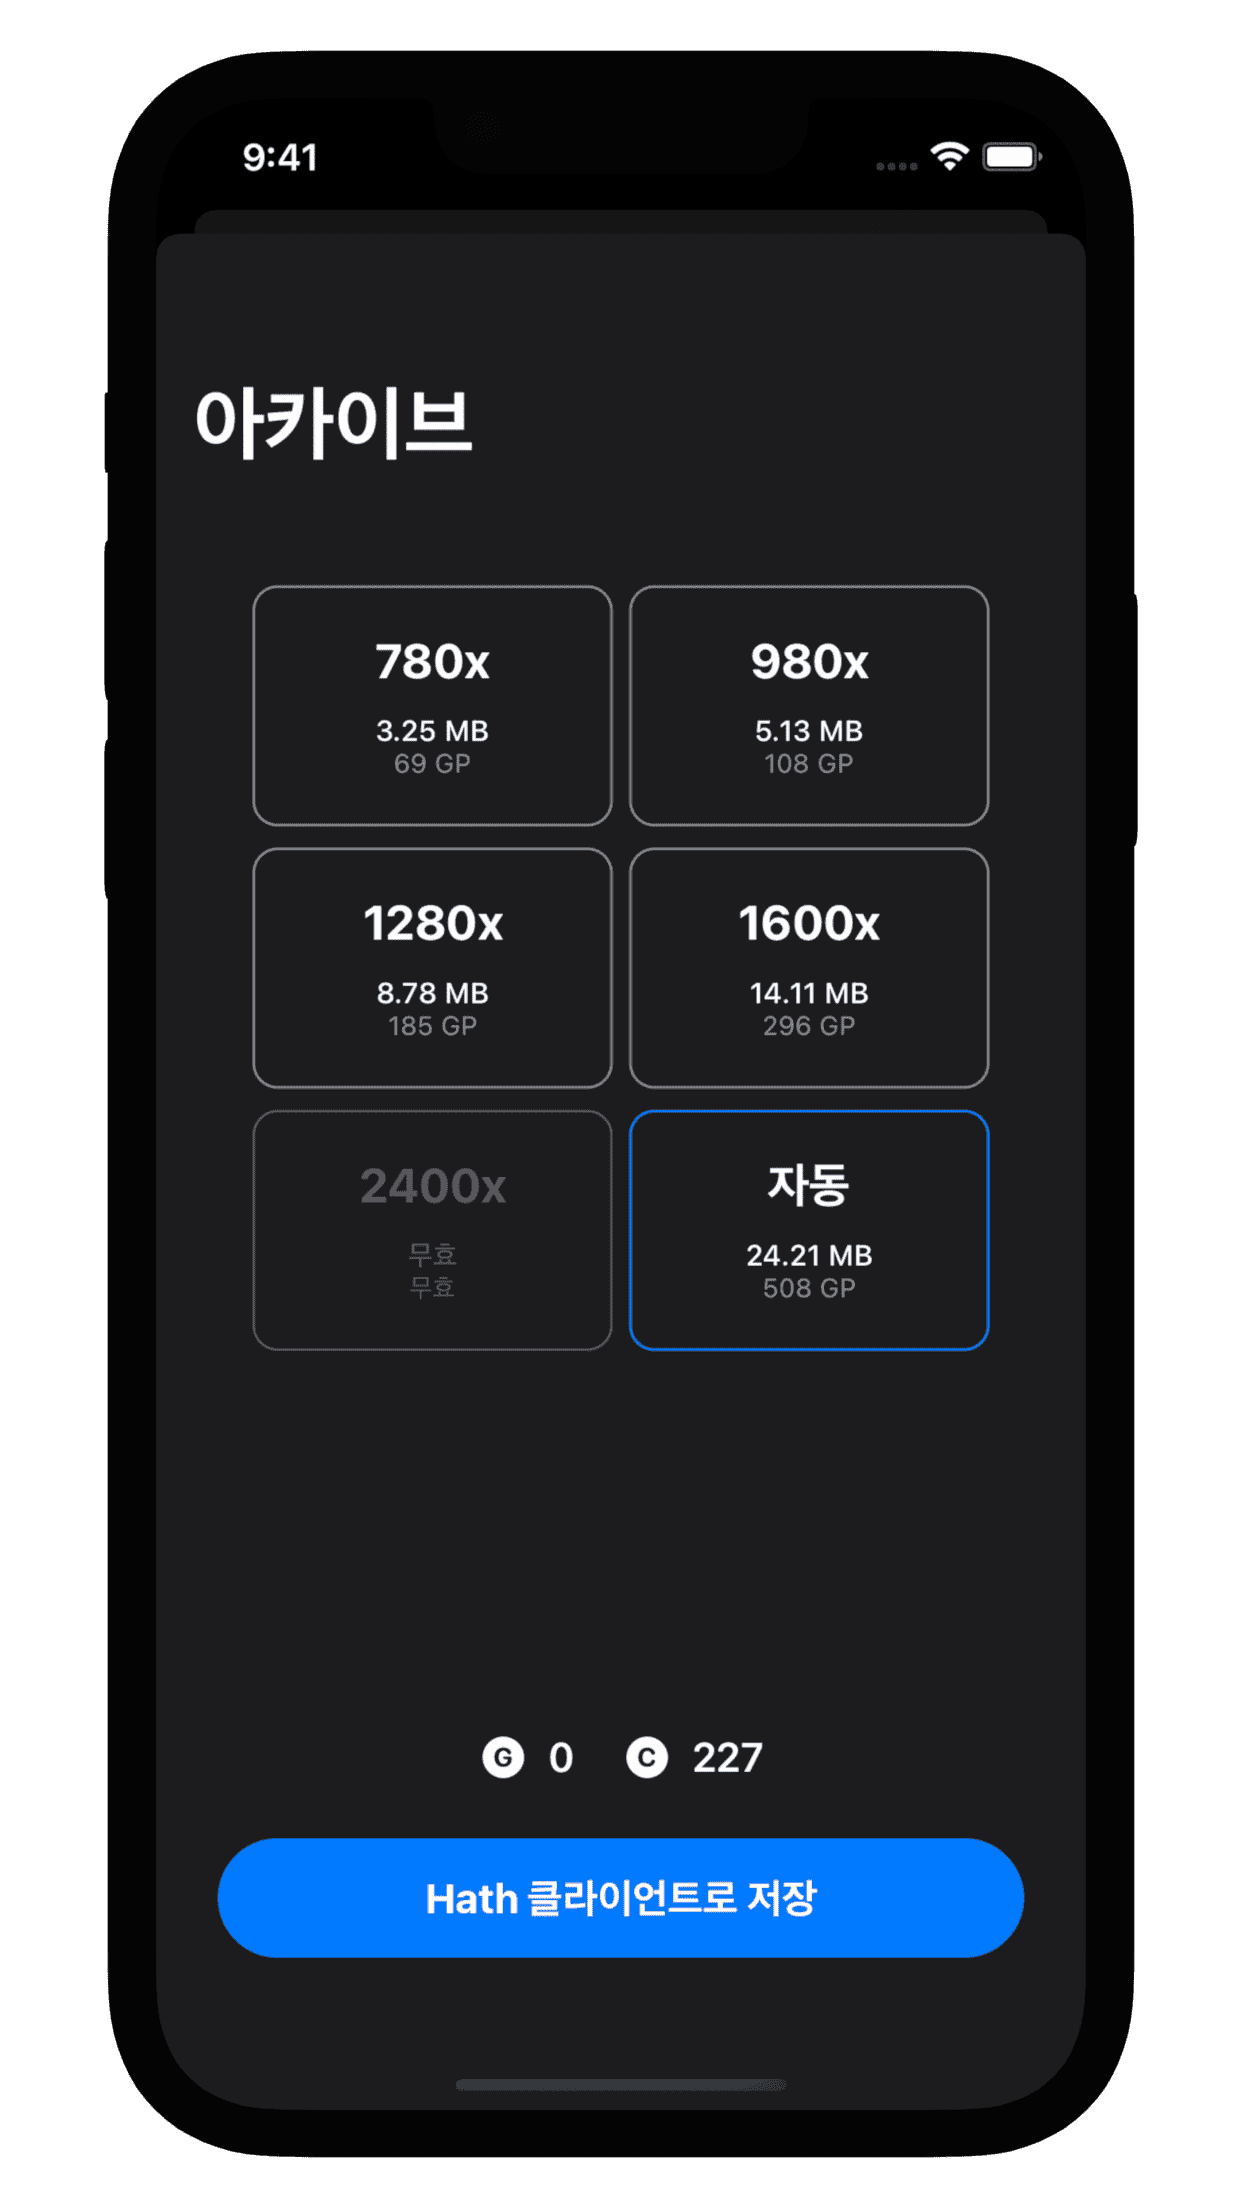 9:41
아카이브
780x
3.25 MB
69 GP
980x
5.13 MB
108 GP
1280x
8.78 MB
185 GP
1600x
14.11 MB
296 GP
2400x
무효
무효
자동
24.21 MB
508 GP
G 0 C 227
Hath 클라이언트로 저장